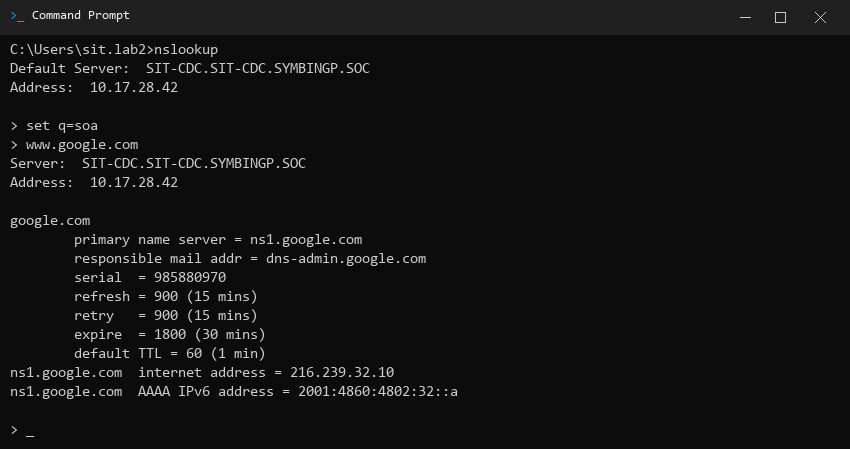 Command Prompt
C:\Users\sit.lab2>nslookup
Default Server:  SIT-CDC.SIT-CDC.SYMBINGP.SOC
Address:  10.17.28.42
> set q=soa
> www.google.com
Server:  SIT-CDC.SIT-CDC.SYMBINGP.SOC
Address:  10.17.28.42
google.com
        primary name server = ns1.google.com
        responsible mail addr = dns-admin.google.com
        serial  = 985880970
        refresh = 900 (15 mins)
        retry   = 900 (15 mins)
        expire  = 1800 (30 mins)
        default TTL = 60 (1 min)
ns1.google.com  internet address = 216.239.32.10
ns1.google.com  AAAA IPv6 address = 2001:4860:4802:32::a
> _